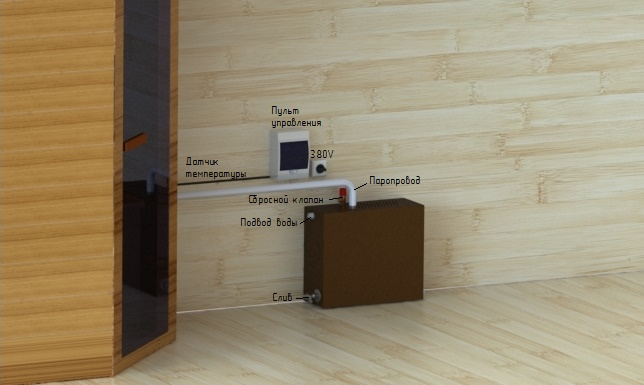 Пульт
управления
380V
Датчик
температуры
Паропровод
Сбросной клапан
Подвод воды
Слив